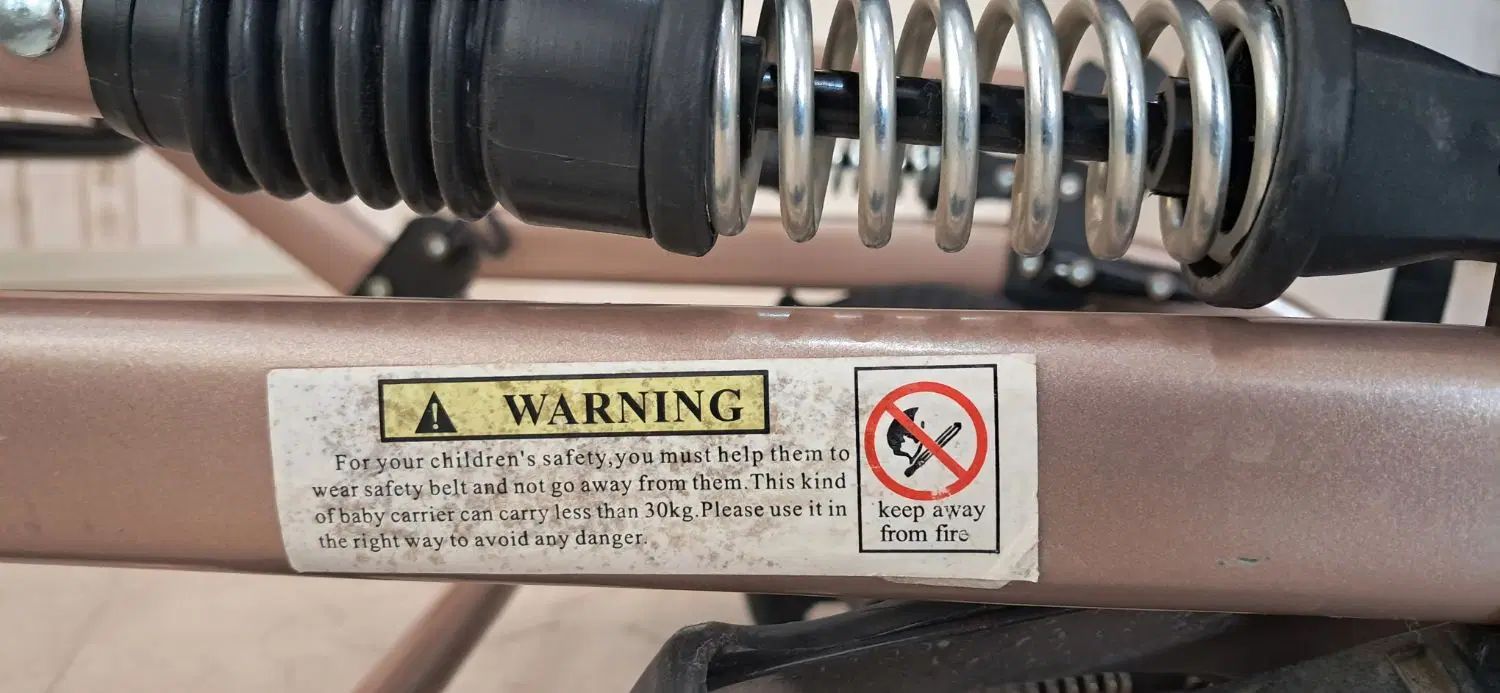 WARNING
For your children's safety,you must help them to
wear safety belt and not go away from them.This kind
of baby carrier can carry less than 30kg.Please use it in
the right way to avoid any danger.
keep away
from fire